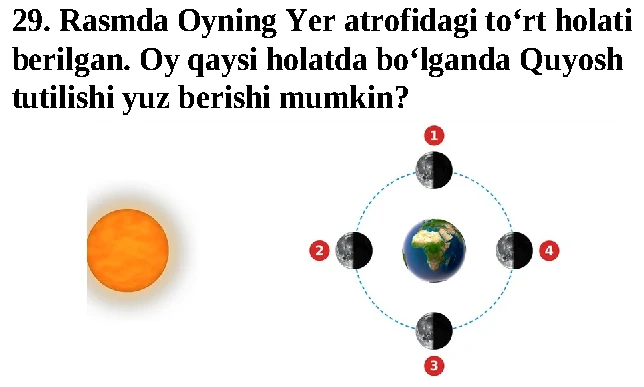 29. Rasmda Oyning Yer atrofidagi to‘rt holati
berilgan. Oy qaysi holatda bo‘lganda Quyosh
tutilishi yuz berishi mumkin?
1
2
4
3